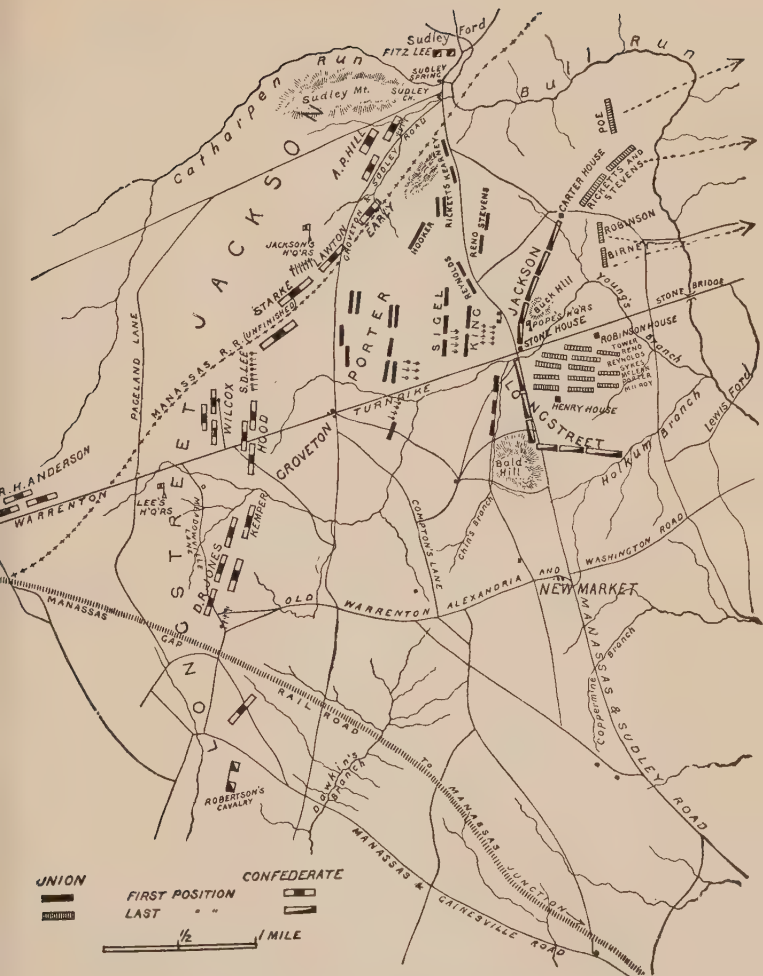 Sudley Ford
FITZ LEE
SUDLEY
SPRING
SUDLEY
CH.
Sudley Mt.
Catharpen Run
Bull Run
POE
A.P. HILL
GROVETON & SUDLEY ROAD
EARLY
KEARNEY
RICKETTS
HOOKER
STEVENS
RENO
REYNOLDS
CARTER HOUSE
RICKETTS AND
STEVENS
ROBINSON
BIRNEY
JACKSON
JACKSON'S
H'Q'RS
LAWTON
STARKE
MANASSAS R.R. (UNFINISHED)
PAGELAND LANE
S.D. LEE
WILCOX
HOOD
PORTER
SIGEL
KING
JACKSON
Buck Hill
POPE'S H'Q'RS
STONE HOUSE
Young's
Branch
STONE BRIDGE
ROBINSON HOUSE
TOWER
RENO
REYNOLDS
SYKES
McLEAN
PORTER
MILROY
HENRY HOUSE
LONGSTREET
Bald
Hill
Holkum Branch
Lewis Ford
GROVETON
TURNPIKE
WARRENTON
R.H. ANDERSON
LEE'S
H'Q'RS
MEADOWVILLE
LANE
KEMPER
D.R. JONES
LONGSTREET
COMPTON'S LANE
Chin's Branch
OLD WARRENTON ALEXANDRIA AND WASHINGTON ROAD
NEW MARKET
MANASSAS & SUDLEY ROAD
Coppermine Branch
MANASSAS GAP RAIL ROAD TO MANASSAS JUNCTION
ROBERTSON'S
CAVALRY
Dawkin's
Branch
MANASSAS GAINESVILLE ROAD
UNION
CONFEDERATE
FIRST POSITION
LAST " "
1/2 1 MILE